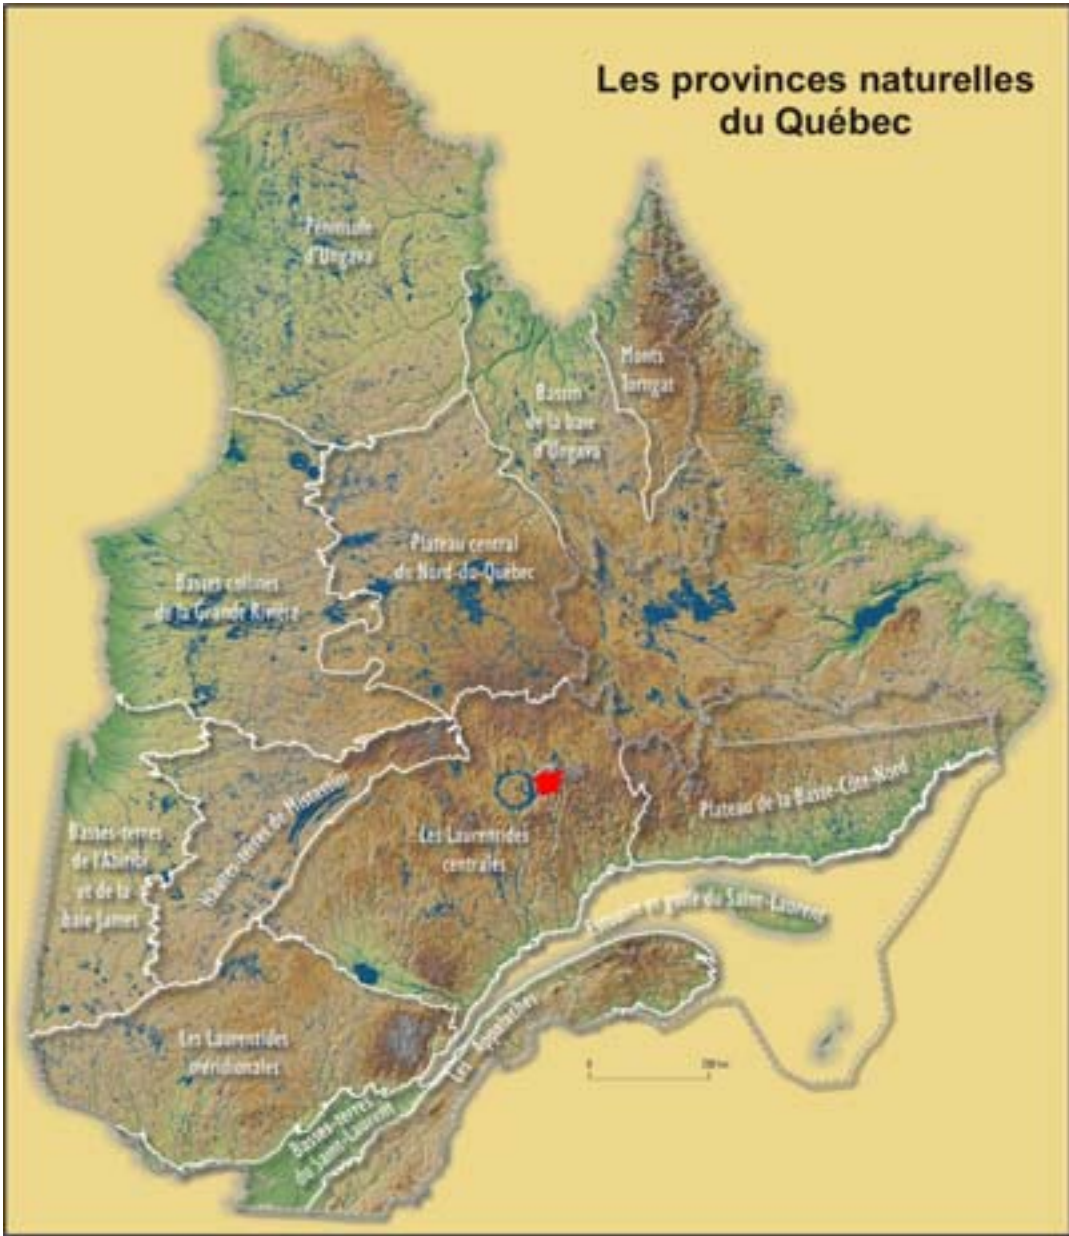 Les provinces naturelles
du Québec
Péninsule
d'Ungava
Monts
Torngat
Bassin
de la baie
d'Ungava
Plateau central
du Nord-du-Québec
Basses collines
de la Grande Rivière
Hautes-terres de Mistassini
Plateau de la Basse-Côte-Nord
Les Laurentides
centrales
Basses-terres
de l'Abitibi
et de la
baie James
Estuaire et golfe du Saint-Laurent
Les Appalaches
Les Laurentides
méridionales
Basses-terres
du Saint-Laurent
0